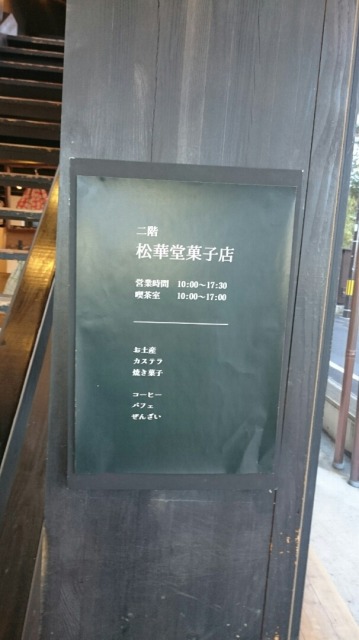 二階
松華堂菓子店
営業時間 10:00〜17:30
喫茶室 10:00〜17:00
お土産
カステラ
焼き菓子
コーヒー
パフェ
ぜんざい